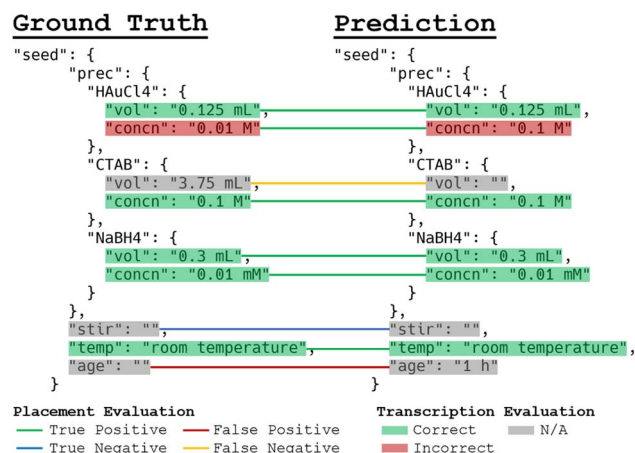 Ground Truth Prediction
"seed": { "seed": {
"prec": { "prec": {
"HAuCl4": { "HAuCl4": {
"vol": "0.125 mL", "vol": "0.125 mL",
"concn": "0.01 M" "concn": "0.1 M"
}, },
"CTAB": { "CTAB": {
"vol": "3.75 mL", "vol": "",
"concn": "0.1 M" "concn": "0.1 M"
}, },
"NaBH4": { "NaBH4": {
"vol": "0.3 mL", "vol": "0.3 mL",
"concn": "0.01 mM" "concn": "0.01 mM"
} }
}, },
"stir": "", "stir": "",
"temp": "room temperature", "temp": "room temperature",
"age": "" "age": "1 h"
} }
Placement Evaluation Transcription Evaluation
True Positive False Positive Correct N/A
True Negative False Negative Incorrect